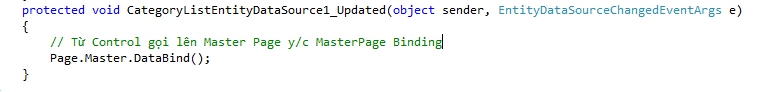 protected void CategoryListEntityDataSource1_Updated(object sender, EntityDataSourceChangedEventArgs e)
{
// Từ Control gọi lên Master Page y/c MasterPage Binding
Page.Master.DataBind();
}